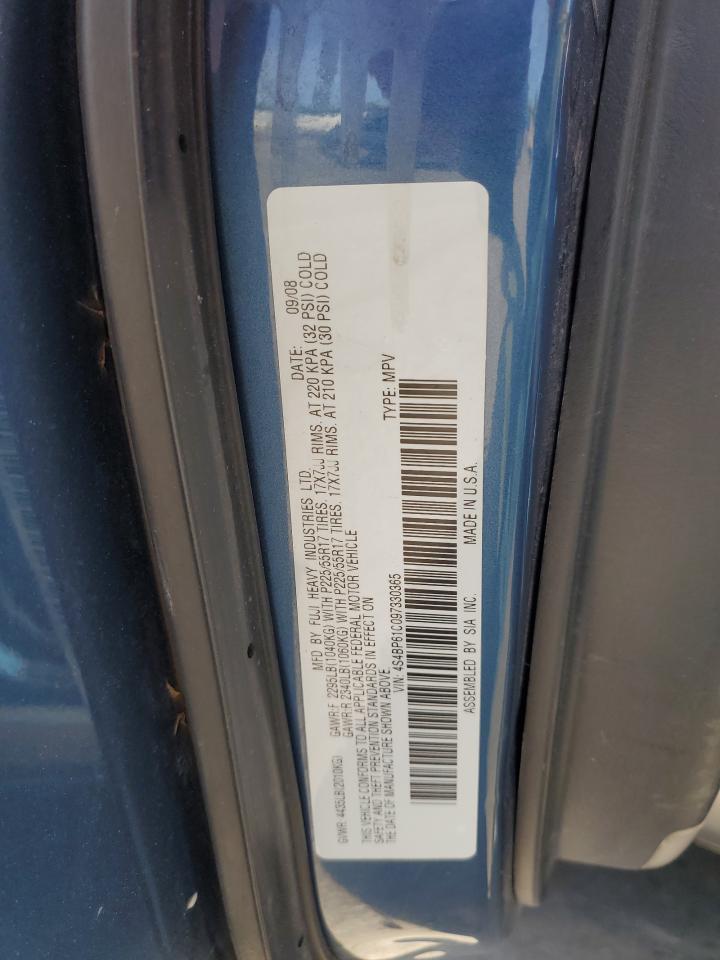 MFD BY FUJI HEAVY INDUSTRIES LTD. DATE: 09/08
GVWR: 4435LB(2010KG) GAWR:F 2295LB(1040KG) WITH P225/55R17 TIRES, RIMS. AT 220 KPA (32 PSI) COLD
GAWR:R 2340LB(1060KG) WITH P225/55R17 TIRES, RIMS. AT 210 KPA (30 PSI) COLD
THIS VEHICLE CONFORMS TO ALL APPLICABLE FEDERAL MOTOR VEHICLE
SAFETY AND THEFT PREVENTION STANDARDS IN EFFECT ON
THE DATE OF MANUFACTURE SHOWN ABOVE.
VIN: 4S4BP61C097330365 TYPE: MPV
ASSEMBLED BY SIA INC. MADE IN U.S.A.